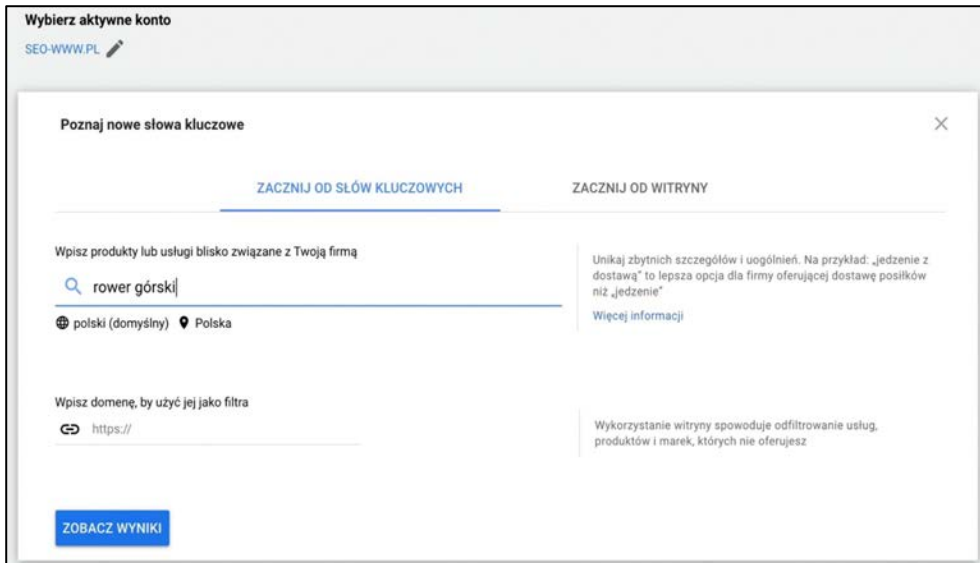 Wybierz aktywne konto
SEO-WWW.PL
Poznaj nowe słowa kluczowe
ZACZNIJ OD SŁÓW KLUCZOWYCH
ZACZNIJ OD WITRYNY
Wpisz produkty lub usługi blisko związane z Twoją firmą
rower górski
polski (domyślny) Polska
Unikaj zbytnich szczegółów i uogólnień. Na przykład: „jedzenie z
dostawą” to lepsza opcja dla firmy oferującej dostawę posiłków
niż „jedzenie”
Więcej informacji
Wpisz domenę, by użyć jej jako filtra
https://
Wykorzystanie witryny spowoduje odfiltrowanie usług,
produktów i marek, których nie oferujesz
ZOBACZ WYNIKI